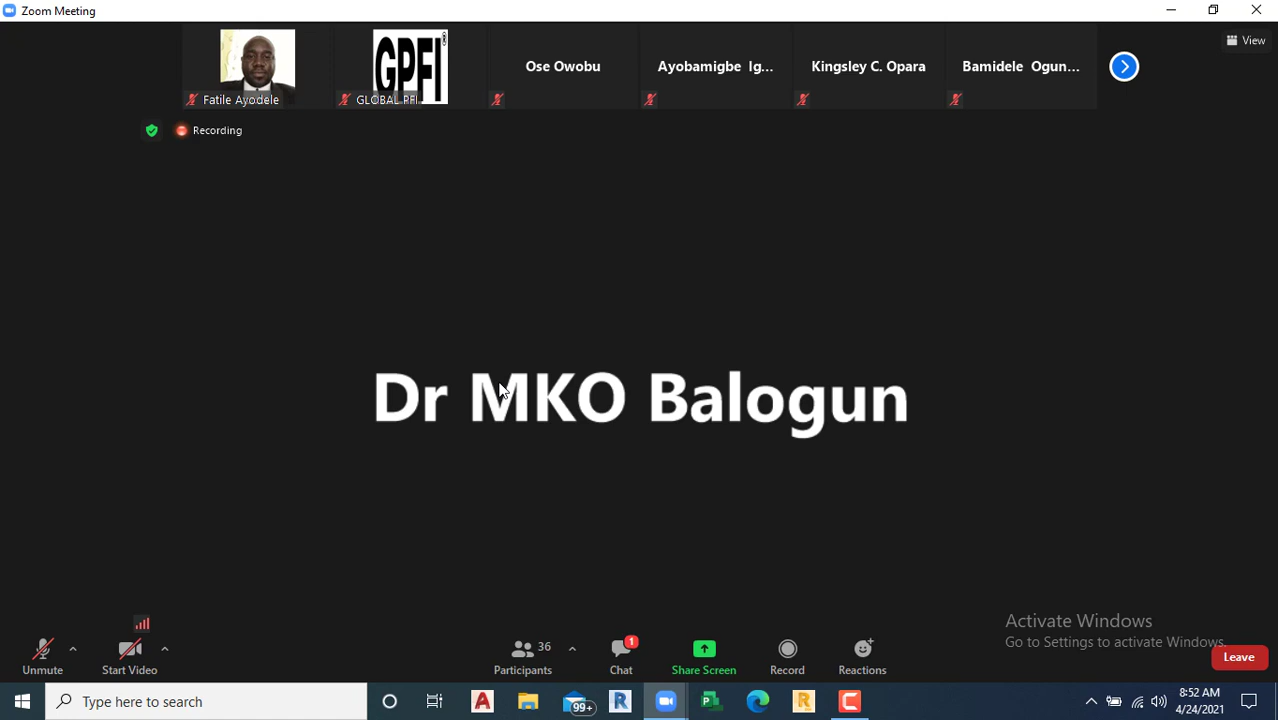 Zoom Meeting
View
Fatile Ayodele
GPFI
GLOBAL PFI
Ose Owobu
Ayobamigbe Ig...
Kingsley C. Opara
Bamidele Ogun...
Recording
Dr MKO Balogun
Activate Windows
Go to Settings to activate Windows.
Unmute
Start Video
36
Participants
1
Chat
Share Screen
Record
Reactions
Leave
Type here to search
99+
8:52 AM
4/24/2021